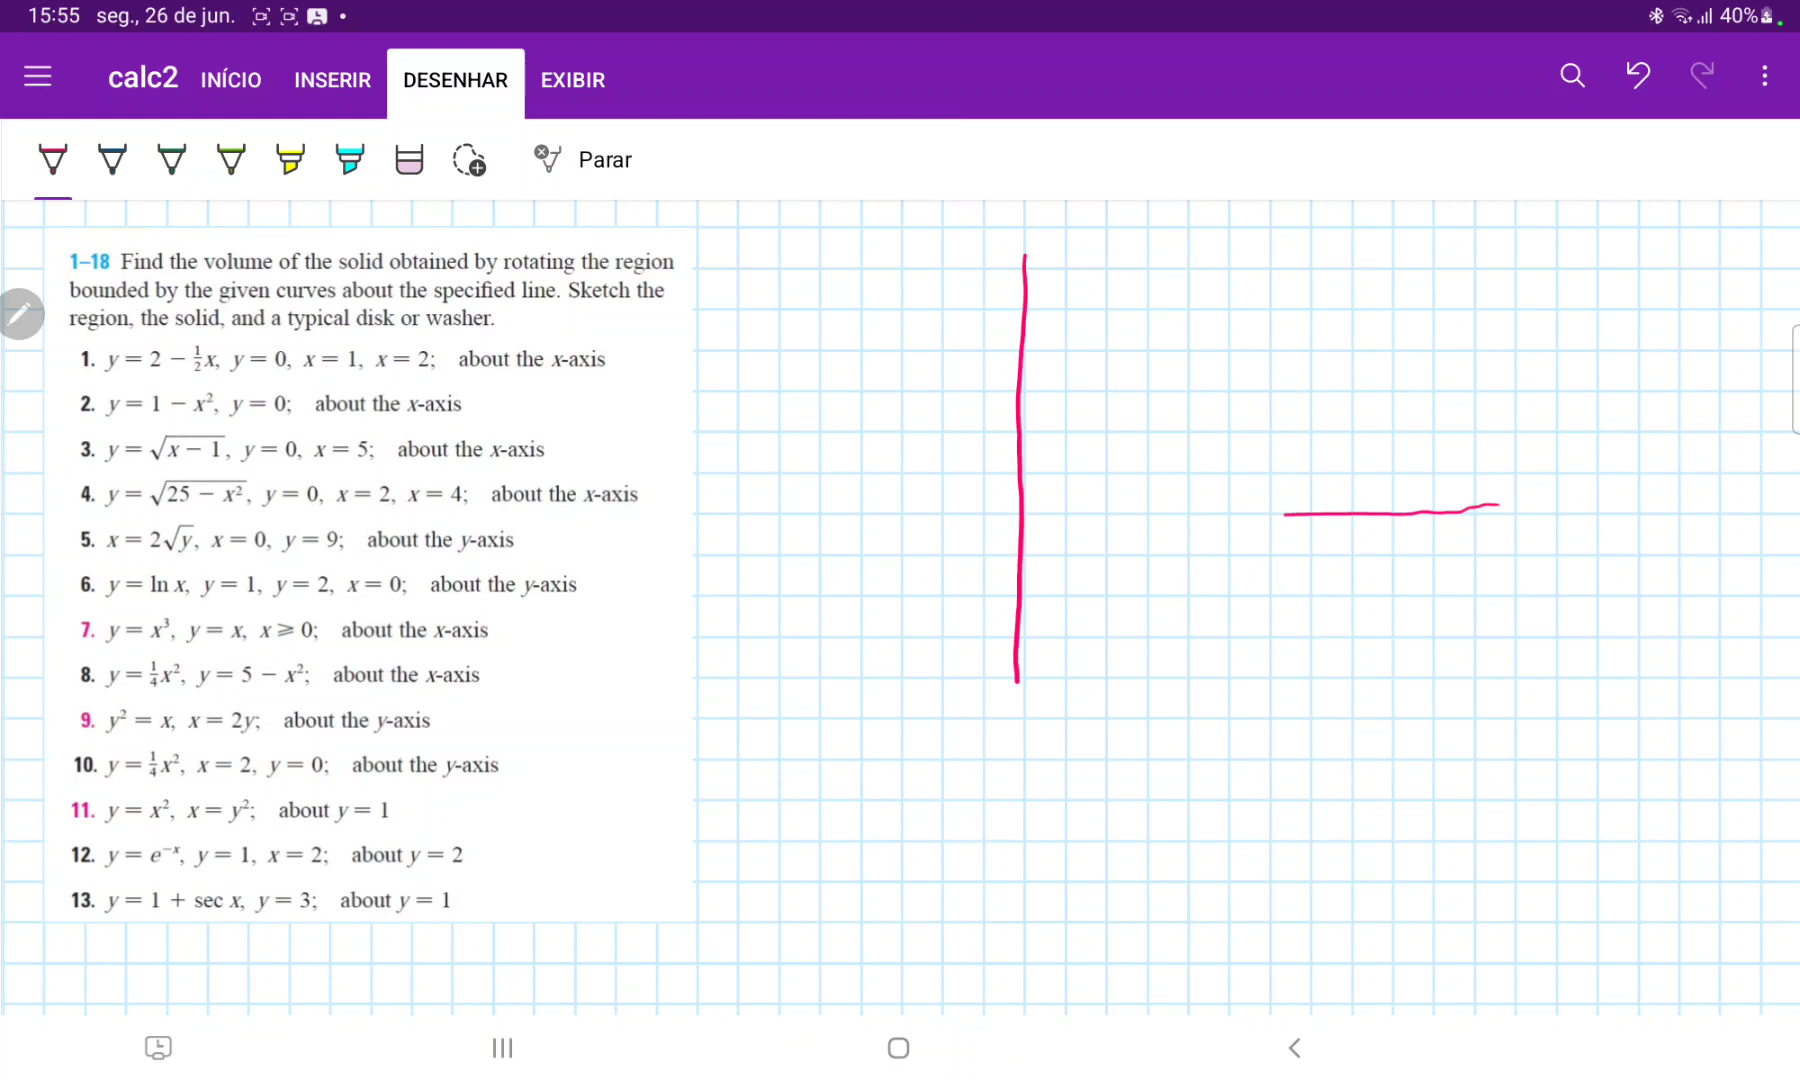 15:55 seg., 26 de jun.
40%
calc2 INÍCIO INSERIR DESENHAR EXIBIR
Parar
1–18 Find the volume of the solid obtained by rotating the region
bounded by the given curves about the specified line. Sketch the
region, the solid, and a typical disk or washer.
1. y = 2 − ½x, y = 0, x = 1, x = 2; about the x-axis
2. y = 1 − x², y = 0; about the x-axis
3. y = √(x − 1), y = 0, x = 5; about the x-axis
4. y = √(25 − x²), y = 0, x = 2, x = 4; about the x-axis
5. x = 2√y, x = 0, y = 9; about the y-axis
6. y = ln x, y = 1, y = 2, x = 0; about the y-axis
7. y = x³, y = x, x ⩾ 0; about the x-axis
8. y = ¼x², y = 5 − x²; about the x-axis
9. y² = x, x = 2y; about the y-axis
10. y = ¼x², x = 2, y = 0; about the y-axis
11. y = x², x = y²; about y = 1
12. y = e⁻ˣ, y = 1, x = 2; about y = 2
13. y = 1 + sec x, y = 3; about y = 1